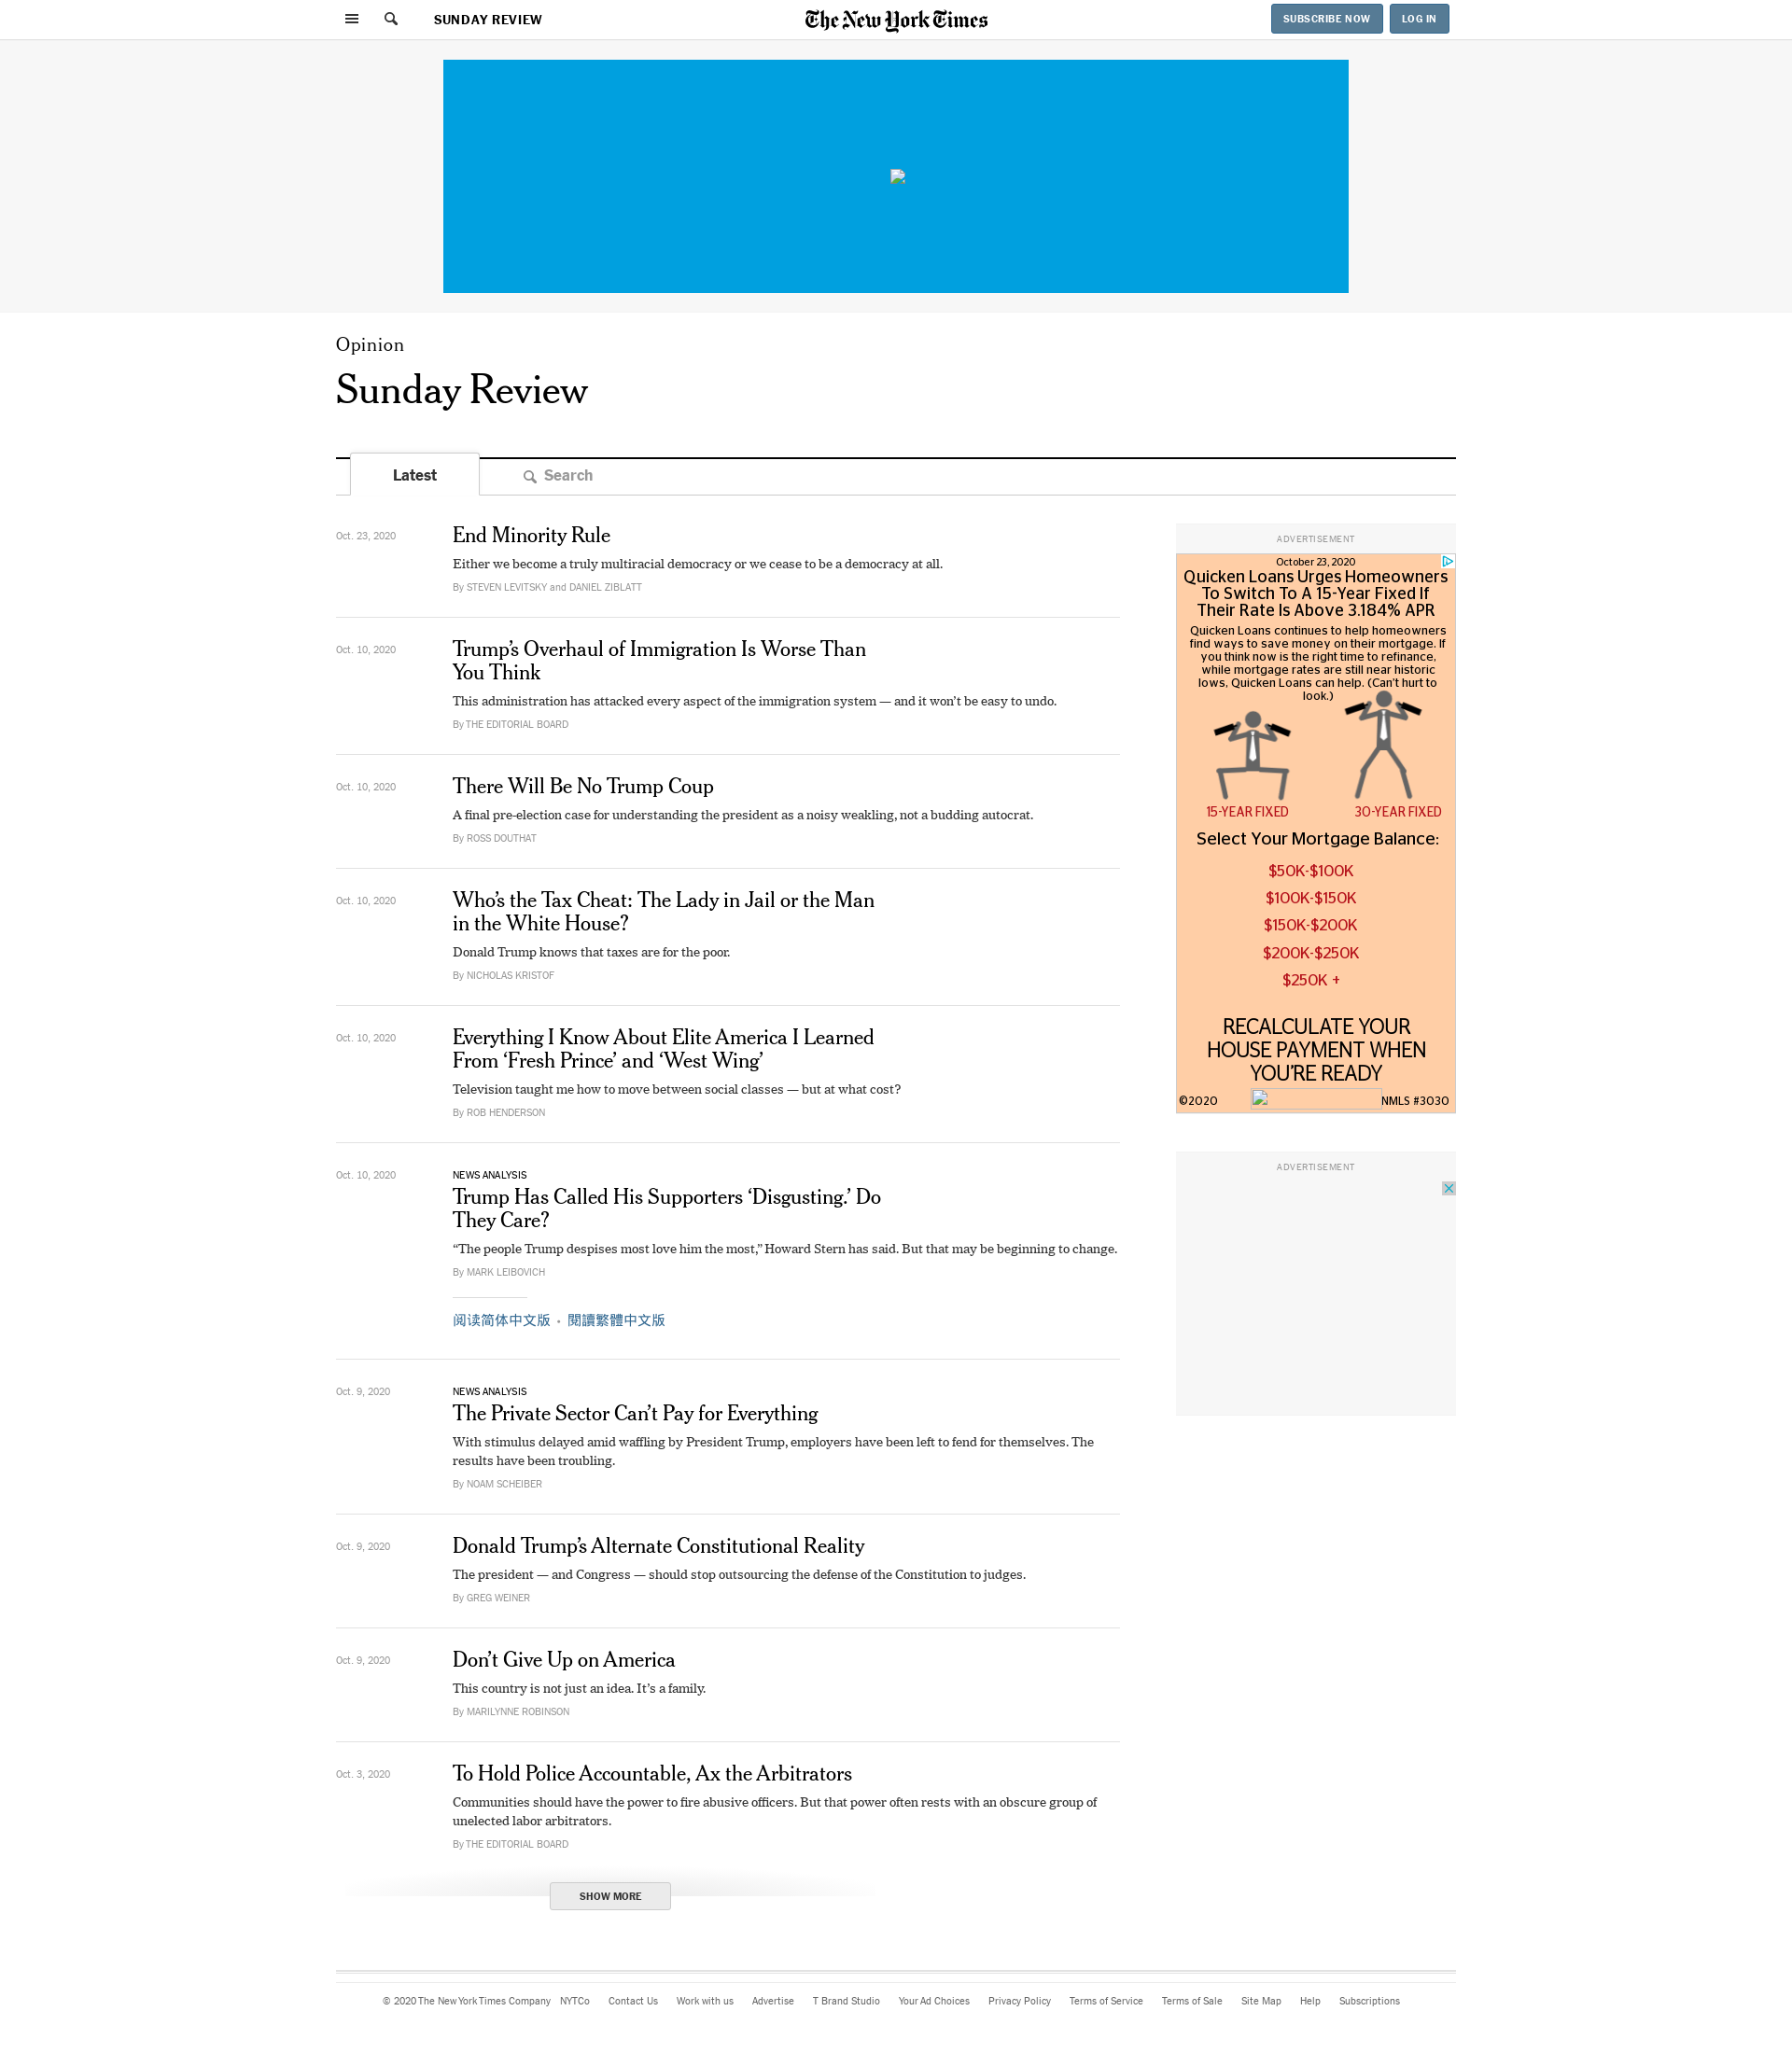 SUNDAY REVIEW
The New York Times
SUBSCRIBE NOW
LOG IN
Opinion
Sunday Review
Latest
Search
Oct. 23, 2020
End Minority Rule
Either we become a truly multiracial democracy or we cease to be a democracy at all.
By STEVEN LEVITSKY and DANIEL ZIBLATT
Oct. 10, 2020
Trump’s Overhaul of Immigration Is Worse Than
You Think
This administration has attacked every aspect of the immigration system — and it won’t be easy to undo.
By THE EDITORIAL BOARD
Oct. 10, 2020
There Will Be No Trump Coup
A final pre-election case for understanding the president as a noisy weakling, not a budding autocrat.
By ROSS DOUTHAT
Oct. 10, 2020
Who’s the Tax Cheat: The Lady in Jail or the Man
in the White House?
Donald Trump knows that taxes are for the poor.
By NICHOLAS KRISTOF
Oct. 10, 2020
Everything I Know About Elite America I Learned
From ‘Fresh Prince’ and ‘West Wing’
Television taught me how to move between social classes — but at what cost?
By ROB HENDERSON
Oct. 10, 2020
NEWS ANALYSIS
Trump Has Called His Supporters ‘Disgusting.’ Do
They Care?
“The people Trump despises most love him the most,” Howard Stern has said. But that may be beginning to change.
By MARK LEIBOVICH
阅读简体中文版 • 閱讀繁體中文版
Oct. 9, 2020
NEWS ANALYSIS
The Private Sector Can’t Pay for Everything
With stimulus delayed amid waffling by President Trump, employers have been left to fend for themselves. The
results have been troubling.
By NOAM SCHEIBER
Oct. 9, 2020
Donald Trump’s Alternate Constitutional Reality
The president — and Congress — should stop outsourcing the defense of the Constitution to judges.
By GREG WEINER
Oct. 9, 2020
Don’t Give Up on America
This country is not just an idea. It’s a family.
By MARILYNNE ROBINSON
Oct. 3, 2020
To Hold Police Accountable, Ax the Arbitrators
Communities should have the power to fire abusive officers. But that power often rests with an obscure group of
unelected labor arbitrators.
By THE EDITORIAL BOARD
SHOW MORE
ADVERTISEMENT
October 23, 2020
Quicken Loans Urges Homeowners
To Switch To A 15-Year Fixed If
Their Rate Is Above 3.184% APR
Quicken Loans continues to help homeowners
find ways to save money on their mortgage. If
you think now is the right time to refinance,
while mortgage rates are still near historic
lows, Quicken Loans can help. (Can't hurt to
look.)
15-YEAR FIXED
30-YEAR FIXED
Select Your Mortgage Balance:
$50K-$100K
$100K-$150K
$150K-$200K
$200K-$250K
$250K +
RECALCULATE YOUR
HOUSE PAYMENT WHEN
YOU'RE READY
©2020
NMLS #3030
ADVERTISEMENT
© 2020 The New York Times Company NYTCo Contact Us Work with us Advertise T Brand Studio Your Ad Choices Privacy Policy Terms of Service Terms of Sale Site Map Help Subscriptions